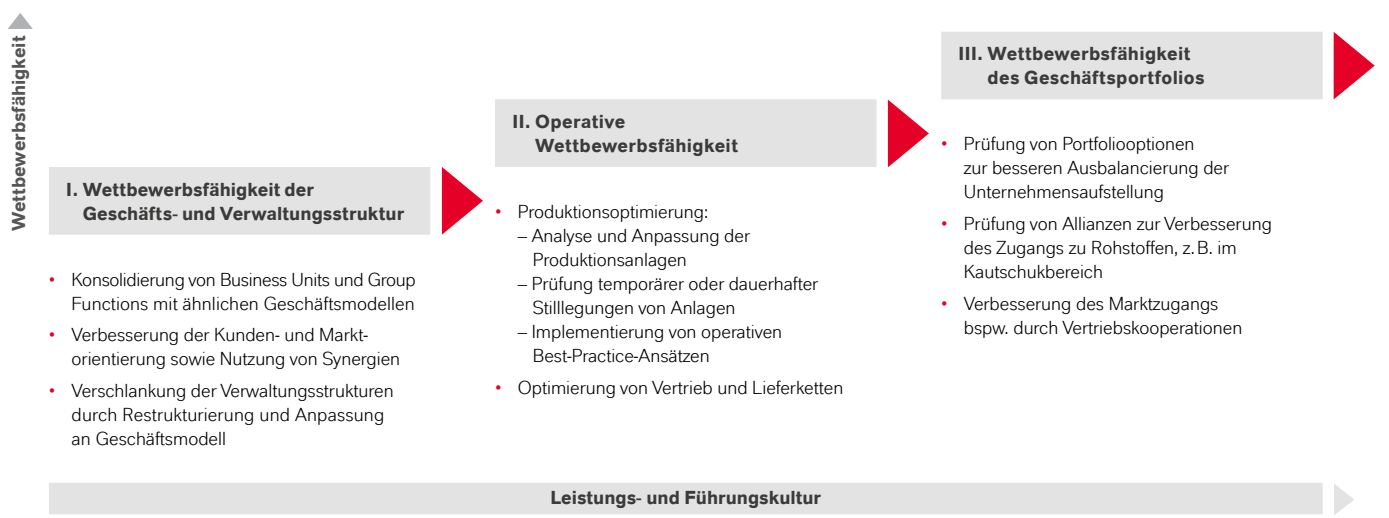 Wettbewerbsfähigkeit
I. Wettbewerbsfähigkeit der
Geschäfts- und Verwaltungsstruktur
• Konsolidierung von Business Units und Group
Functions mit ähnlichen Geschäftsmodellen
• Verbesserung der Kunden- und Markt-
orientierung sowie Nutzung von Synergien
• Verschlankung der Verwaltungsstrukturen
durch Restrukturierung und Anpassung
an Geschäftsmodell
II. Operative
Wettbewerbsfähigkeit
• Produktionsoptimierung:
– Analyse und Anpassung der
Produktionsanlagen
– Prüfung temporärer oder dauerhafter
Stilllegungen von Anlagen
– Implementierung von operativen
Best-Practice-Ansätzen
• Optimierung von Vertrieb und Lieferketten
III. Wettbewerbsfähigkeit
des Geschäftsportfolios
• Prüfung von Portfoliooptionen
zur besseren Ausbalancierung der
Unternehmensaufstellung
• Prüfung von Allianzen zur Verbesserung
des Zugangs zu Rohstoffen, z. B. im
Kautschukbereich
• Verbesserung des Marktzugangs
bspw. durch Vertriebskooperationen
Leistungs- und Führungskultur